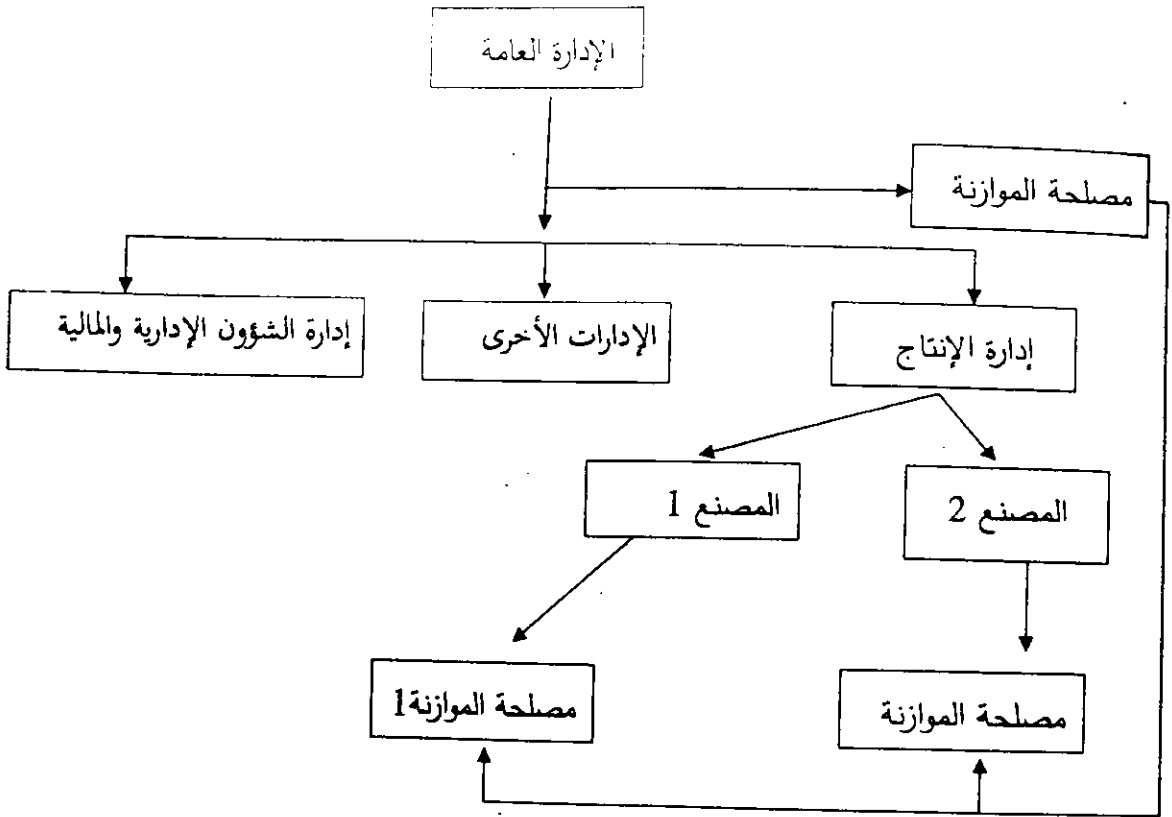 الإدارة العامة
مصلحة الموازنة
إدارة الإنتاج
الإدارات الأخرى
إدارة الشؤون الإدارية والمالية
المصنع 2
المصنع 1
مصلحة الموازنة
مصلحة الموازنة1